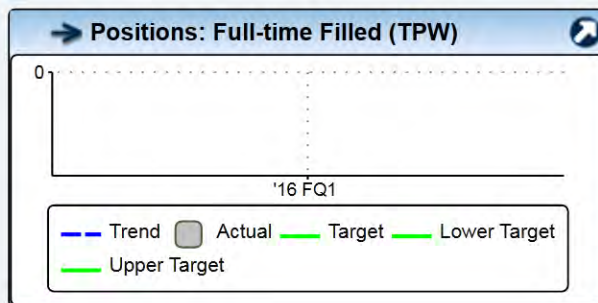 Positions: Full-time Filled (TPW)
0
'16 FQ1
Trend Actual Target Lower Target
Upper Target